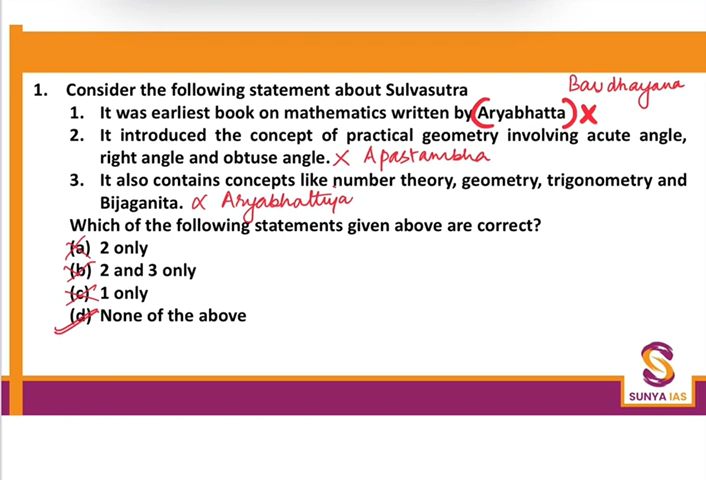 Baudhayana
1. Consider the following statement about Sulvasutra
1. It was earliest book on mathematics written by (Aryabhatta) X
2. It introduced the concept of practical geometry involving acute angle,
right angle and obtuse angle. X Apastambha
3. It also contains concepts like number theory, geometry, trigonometry and
Bijaganita. X Aryabhattiya
Which of the following statements given above are correct?
(a) 2 only
(b) 2 and 3 only
(c) 1 only
(d) None of the above
S
SUNYA IAS